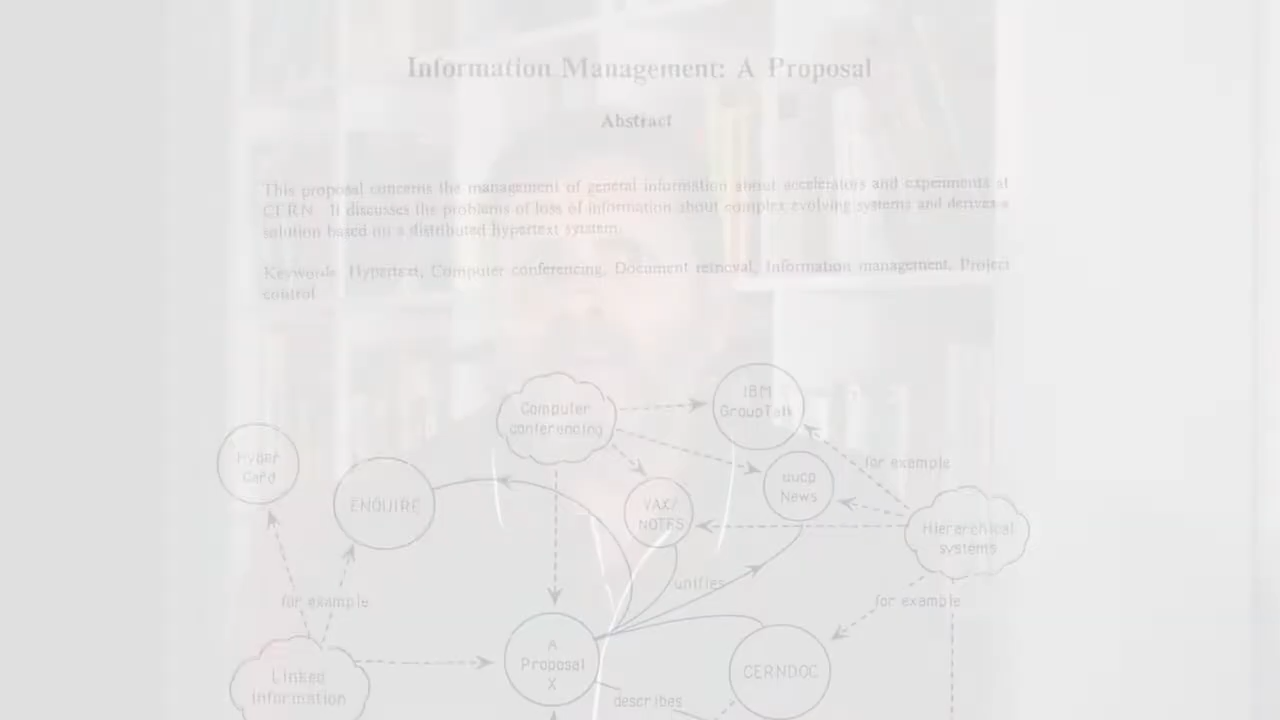 Information Management: A Proposal
Abstract
This proposal concerns the management of general information about accelerators and experiments at
CERN. It discusses the problems of loss of information about complex evolving systems and derives a
solution based on a distributed hypertext system.
Keywords: Hypertext, Computer conferencing, Document retrieval, Information management, Project
control
IBM
GroupTalk
Computer
conferencing
Hyper
Card
for example
ENQUIRE
uucp
News
VAX/
NOTES
Hierarchical
systems
unifies
for example
for example
A
Proposal
X
Linked
information
CERNDOC
describes